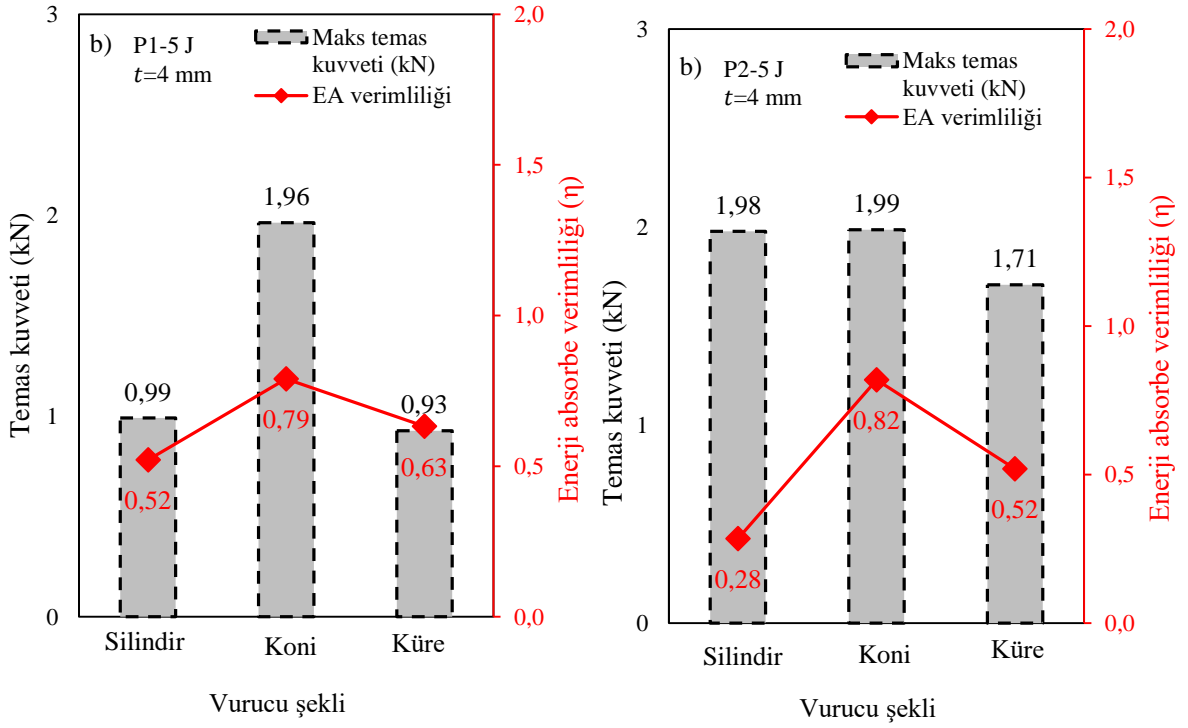 b)
P1-5 J
t=4 mm
Maks temas
kuvveti (kN)
EA verimliliği
Temas kuvveti (kN)
3
2
1
0
0,99
1,96
0,93
0,52
0,79
0,63
Enerji absorbe verimliliği (η)
2,0
1,5
1,0
0,5
0,0
Silindir
Koni
Küre
Vurucu şekli
b)
P2-5 J
t=4 mm
Maks temas
kuvveti (kN)
EA verimliliği
Temas kuvveti (kN)
3
2
1
0
1,98
1,99
1,71
0,28
0,82
0,52
Enerji absorbe verimliliği (η)
2,0
1,5
1,0
0,5
0,0
Silindir
Koni
Küre
Vurucu şekli